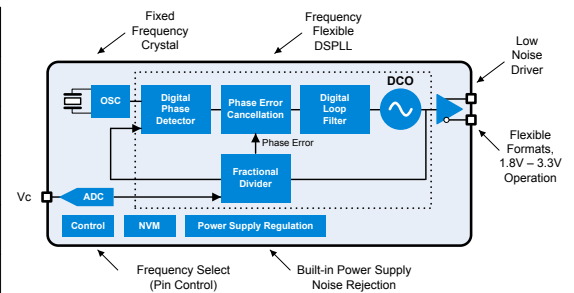 Fixed
Frequency
Crystal
Frequency
Flexible
DSPLL
Low
Noise
Driver
OSC
Digital
Phase
Detector
Phase Error
Cancellation
Digital
Loop
Filter
DCO
Phase Error
Fractional
Divider
Flexible
Formats,
1.8V – 3.3V
Operation
Vc
ADC
Control
NVM
Power Supply Regulation
Frequency Select
(Pin Control)
Built-in Power Supply
Noise Rejection